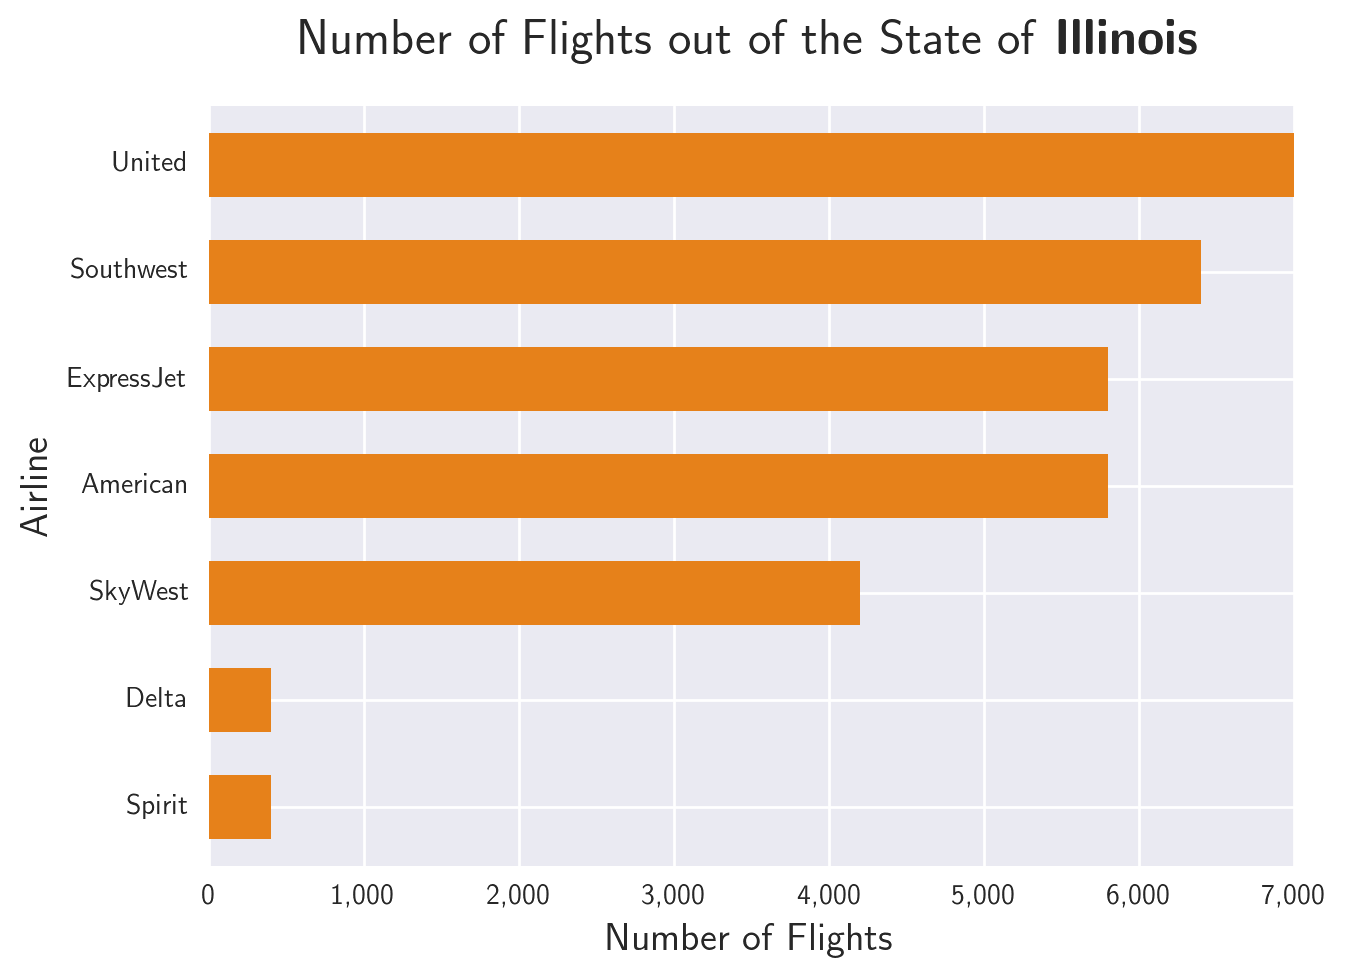 Number of Flights out of the State of Illinois
United
Southwest
ExpressJet
American
SkyWest
Delta
Spirit
Airline
0 1,000 2,000 3,000 4,000 5,000 6,000 7,000
Number of Flights